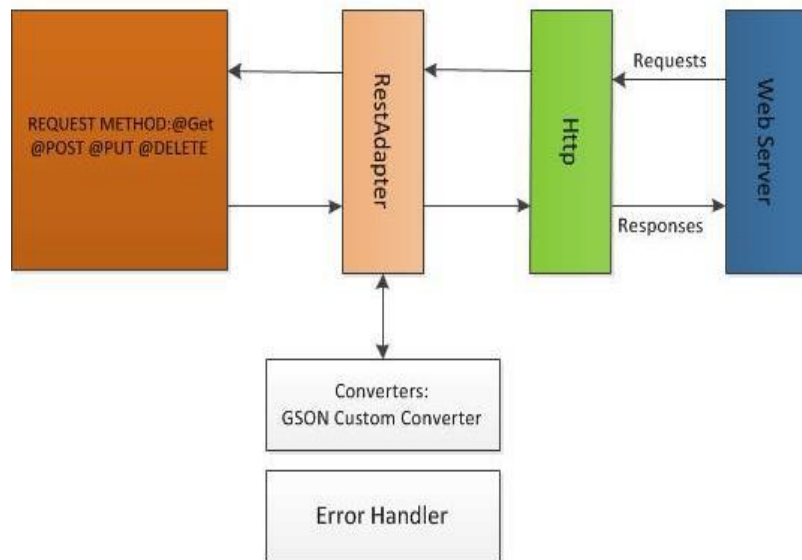 REQUEST METHOD:@Get
@POST @PUT @DELETE
RestAdapter
Http
Requests
Responses
Web Server
Converters:
GSON Custom Converter
Error Handler